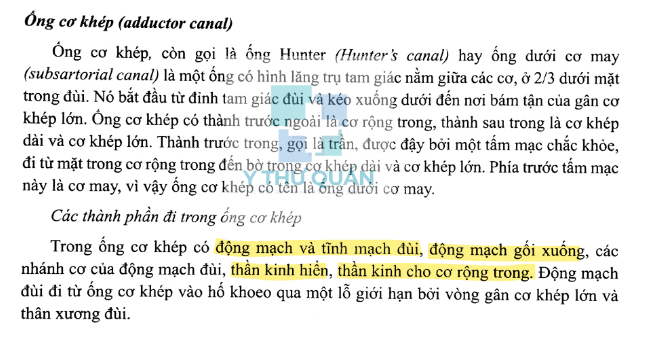 Ống cơ khép (adductor canal)
Ống cơ khép, còn gọi là ống Hunter (Hunter's canal) hay ống dưới cơ may
(subsartorial canal) là một ống có hình lăng trụ tam giác nằm giữa các cơ, ở 2/3 dưới mặt
trong đùi. Nó bắt đầu từ đỉnh tam giác đùi và kéo xuống dưới đến nơi bám tận của gân cơ
khép lớn. Ống cơ khép có thành trước ngoài là cơ rộng trong, thành sau trong là cơ khép
dài và cơ khép lớn. Thành trước trong, gọi là trần, được đậy bởi một tấm mạc chắc khỏe,
đi từ mặt trong cơ rộng trong đến bờ trong cơ khép dài và cơ khép lớn. Phía trước tấm mạc
này là cơ may, vì vậy ống cơ khép có tên là ống dưới cơ may.
Y THƯ QUÁN
Các thành phần đi trong ống cơ khép
Trong ống cơ khép có động mạch và tĩnh mạch đùi, động mạch gối xuống, các
nhánh cơ của động mạch đùi, thần kinh hiển, thần kinh cho cơ rộng trong. Động mạch
đùi đi từ ống cơ khép vào hố khoeo qua một lỗ giới hạn bởi vòng gân cơ khép lớn và
thân xương đùi.